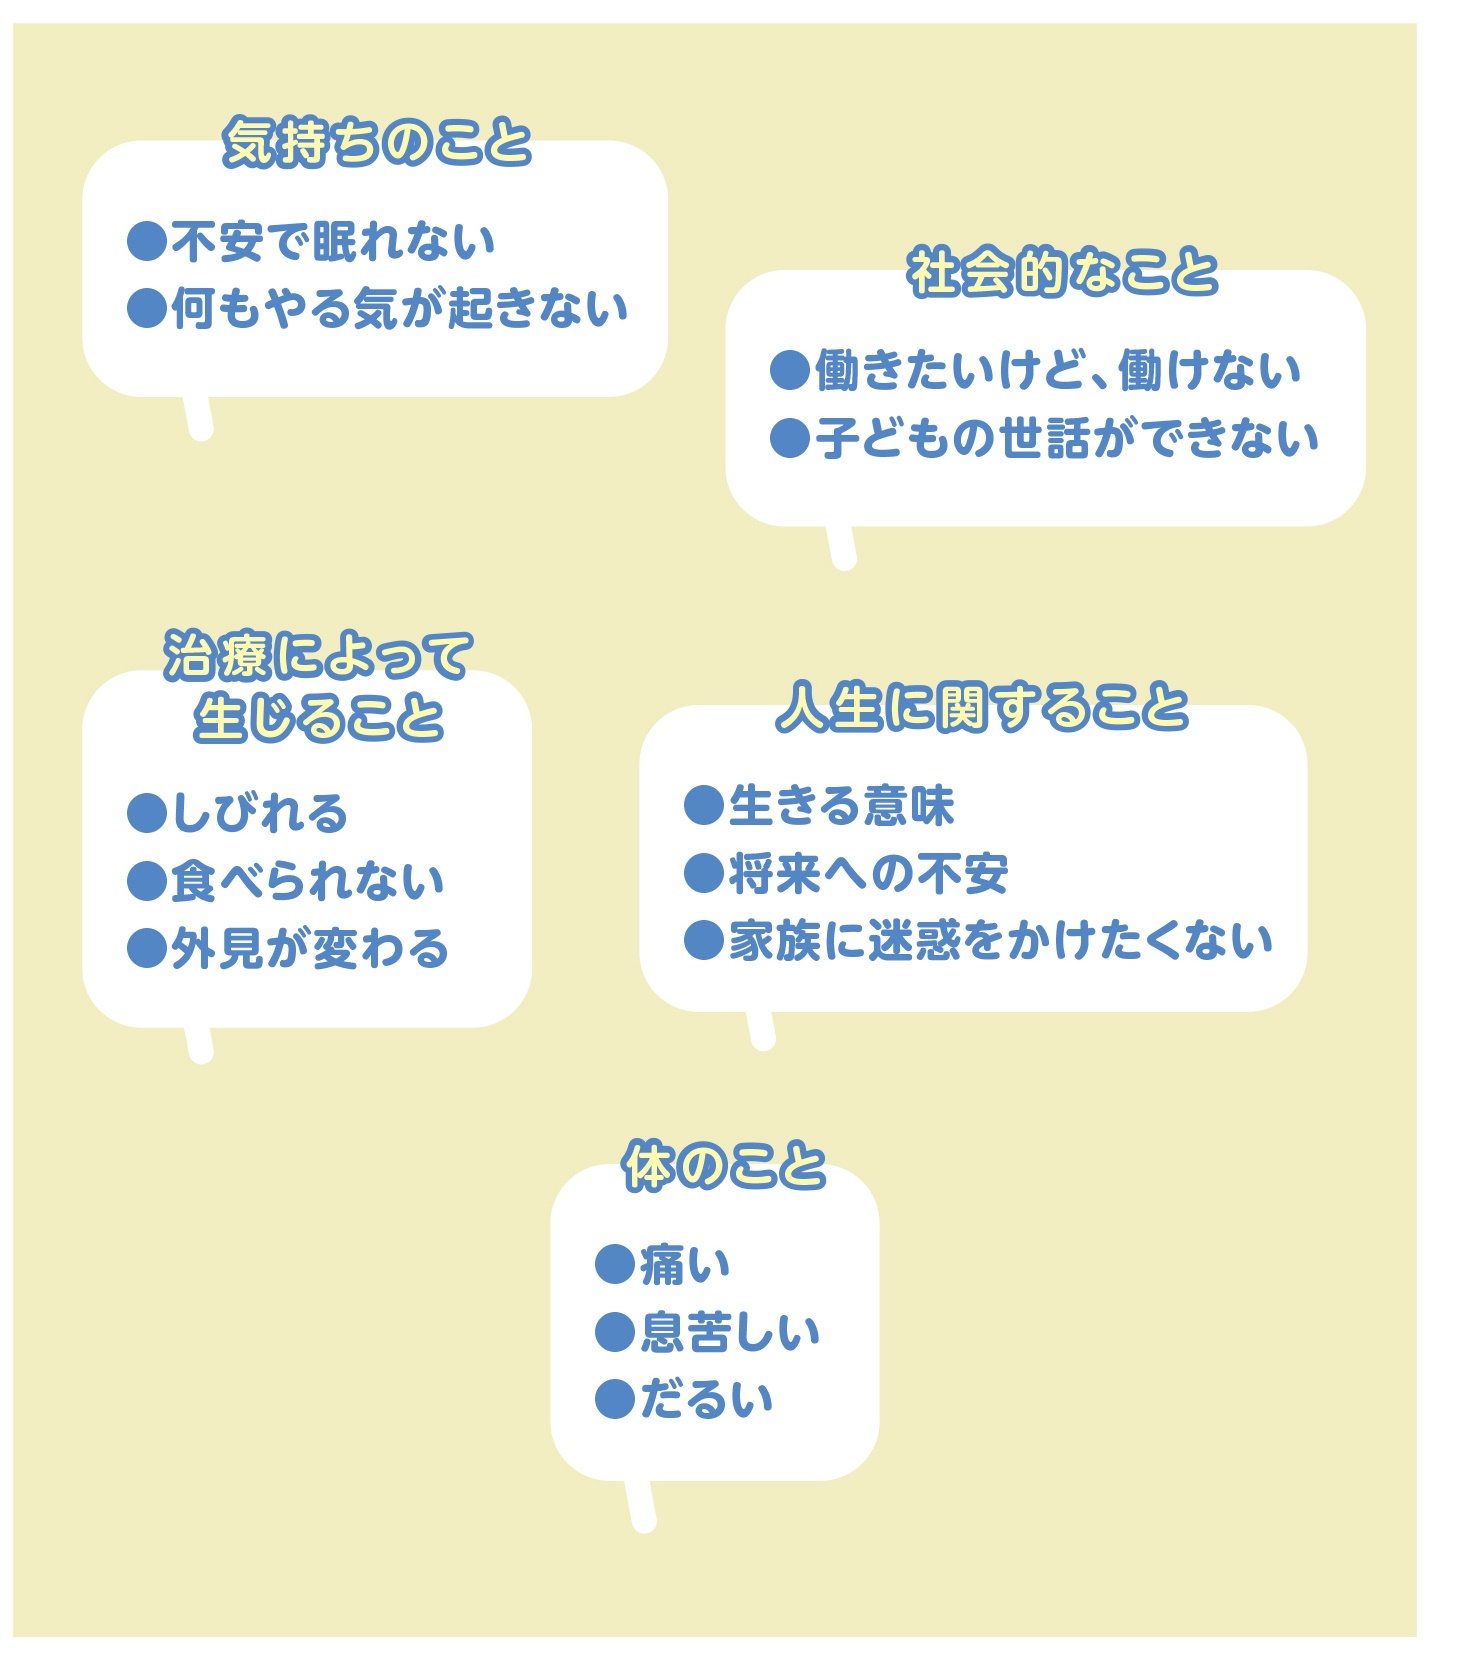 気持ちのこと
●不安で眠れない
●何もやる気が起きない
社会的なこと
●働きたいけど、働けない
●子どもの世話ができない
治療によって
生じること
●しびれる
●食べられない
●外見が変わる
人生に関すること
●生きる意味
●将来への不安
●家族に迷惑をかけたくない
体のこと
●痛い
●息苦しい
●だるい